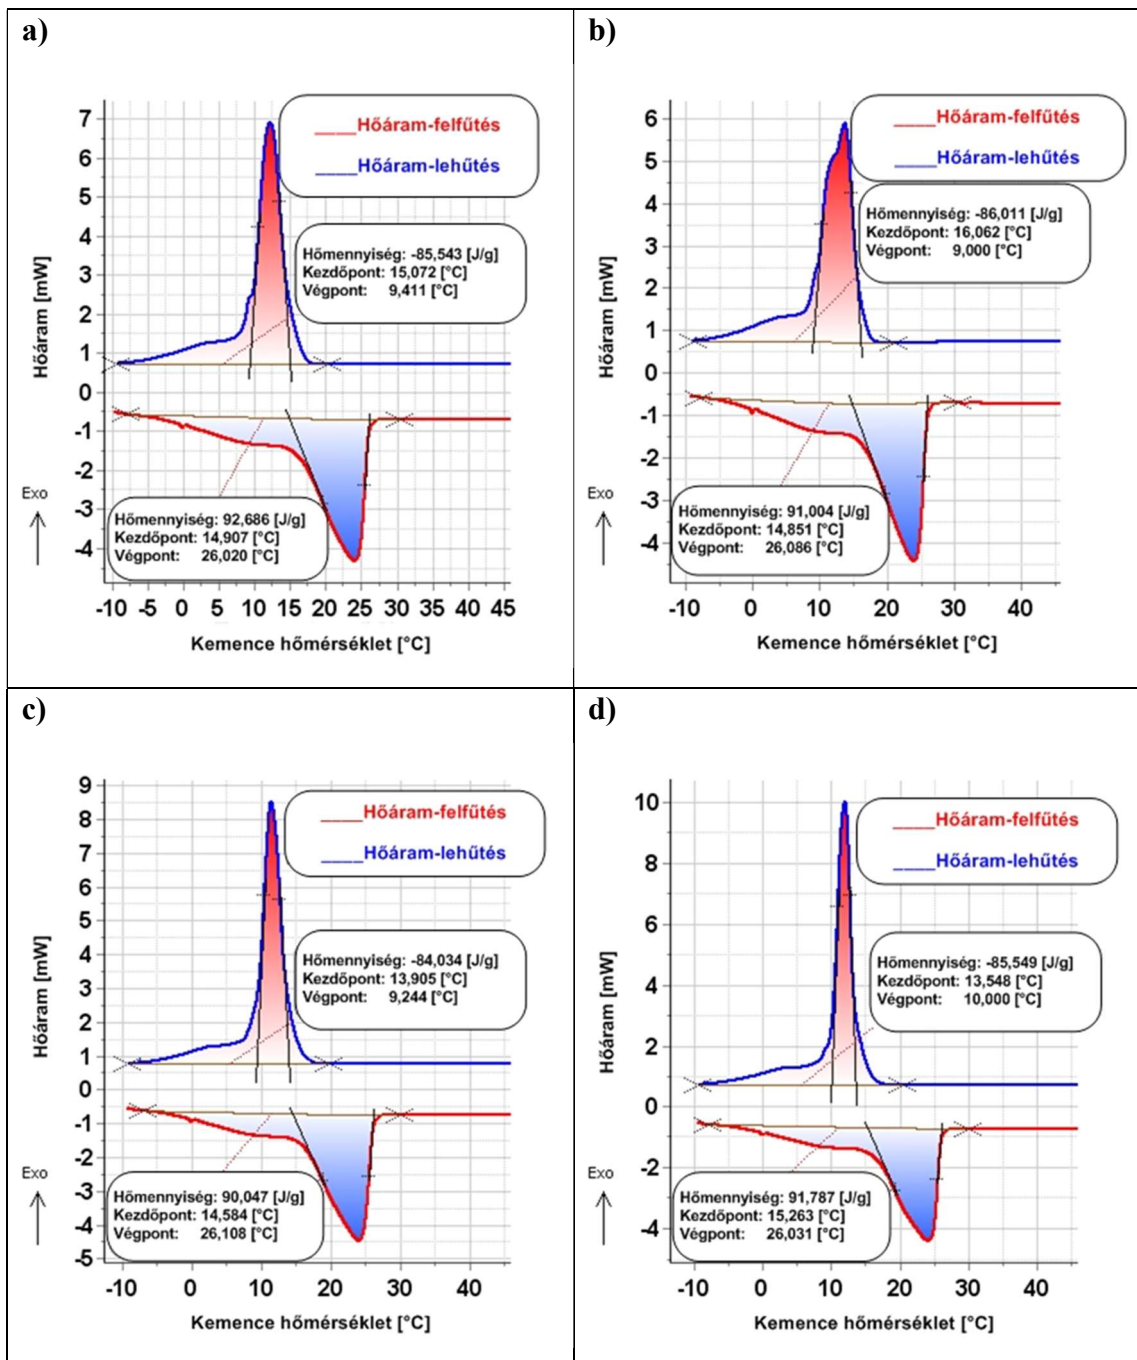 a)
7
6
5
4
3
2
1
0
-1
-2
-3
-4
Hőáram [mW]
____Hőáram-felfűtés
____Hőáram-lehűtés
Hőmennyiség: -85,543 [J/g]
Kezdőpont: 15,072 [°C]
Végpont: 9,411 [°C]
Exo
Hőmennyiség: 92,686 [J/g]
Kezdőpont: 14,907 [°C]
Végpont: 26,020 [°C]
-10 -5 0 5 10 15 20 25 30 35 40 45
Kemence hőmérséklet [°C]
b)
6
5
4
3
2
1
0
-1
-2
-3
-4
Hőáram [mW]
____Hőáram-felfűtés
____Hőáram-lehűtés
Hőmennyiség: -86,011 [J/g]
Kezdőpont: 16,062 [°C]
Végpont: 9,000 [°C]
Exo
Hőmennyiség: 91,004 [J/g]
Kezdőpont: 14,851 [°C]
Végpont: 26,086 [°C]
-10 0 10 20 30 40
Kemence hőmérséklet [°C]
c)
9
8
7
6
5
4
3
2
1
0
-1
-2
-3
-4
-5
Hőáram [mW]
____Hőáram-felfűtés
____Hőáram-lehűtés
Hőmennyiség: -84,034 [J/g]
Kezdőpont: 13,905 [°C]
Végpont: 9,244 [°C]
Exo
Hőmennyiség: 90,047 [J/g]
Kezdőpont: 14,584 [°C]
Végpont: 26,108 [°C]
-10 0 10 20 30 40
Kemence hőmérséklet [°C]
d)
10
8
6
4
2
0
-2
-4
Hőáram [mW]
____Hőáram-felfűtés
____Hőáram-lehűtés
Hőmennyiség: -85,549 [J/g]
Kezdőpont: 13,548 [°C]
Végpont: 10,000 [°C]
Exo
Hőmennyiség: 91,787 [J/g]
Kezdőpont: 15,263 [°C]
Végpont: 26,031 [°C]
-10 0 10 20 30 40
Kemence hőmérséklet [°C]